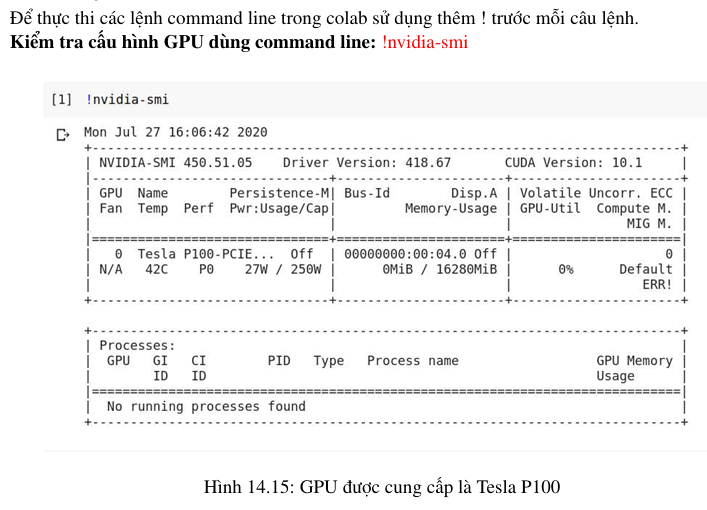 Để thực thi các lệnh command line trong colab sử dụng thêm ! trước mỗi câu lệnh.
Kiểm tra cấu hình GPU dùng command line: !nvidia-smi
[1] !nvidia-smi
Mon Jul 27 16:06:42 2020
+-----------------------------------------------------------------------------+
| NVIDIA-SMI 450.51.05    Driver Version: 418.67       CUDA Version: 10.1     |
|-------------------------------+----------------------+----------------------+
| GPU  Name        Persistence-M| Bus-Id        Disp.A | Volatile Uncorr. ECC |
| Fan  Temp  Perf  Pwr:Usage/Cap|         Memory-Usage | GPU-Util  Compute M. |
|                               |                      |               MIG M. |
|===============================+======================+======================|
|   0  Tesla P100-PCIE...  Off  | 00000000:00:04.0 Off |                    0 |
| N/A   42C    P0    27W / 250W |      0MiB / 16280MiB |      0%      Default |
|                               |                      |                 ERR! |
+-------------------------------+----------------------+----------------------+
+-----------------------------------------------------------------------------+
| Processes:                                                                  |
|  GPU   GI   CI        PID   Type   Process name                  GPU Memory |
|        ID   ID                                                   Usage      |
|=============================================================================|
|  No running processes found                                                 |
+-----------------------------------------------------------------------------+
Hình 14.15: GPU được cung cấp là Tesla P100